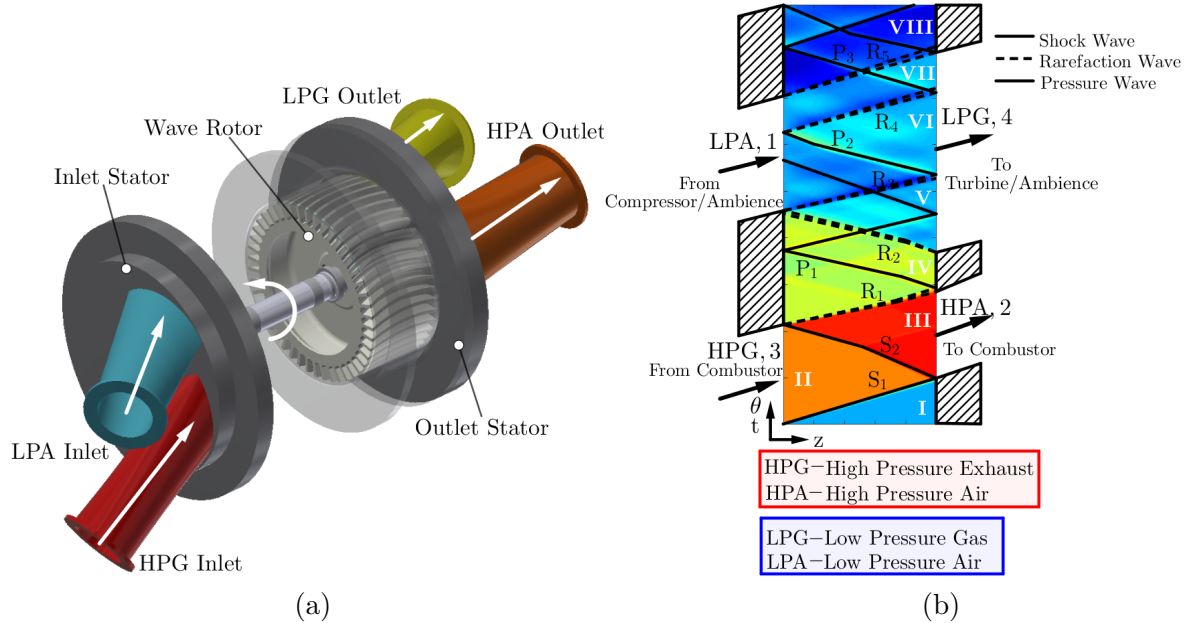 LPG Outlet
Wave Rotor
HPA Outlet
Inlet Stator
LPA Inlet
Outlet Stator
HPG Inlet
(a)
VIII
P3
R5
VII
Shock Wave
Rarefaction Wave
Pressure Wave
VI
R4
LPG, 4
LPA, 1
P2
From
Compressor/Ambience
R3
To
Turbine/Ambience
V
R2
P1
IV
R1
HPA, 2
III
HPG, 3
From Combustor
S2
To Combustor
II
S1
I
θ
t
z
HPG–High Pressure Exhaust
HPA–High Pressure Air
LPG–Low Pressure Gas
LPA–Low Pressure Air
(b)